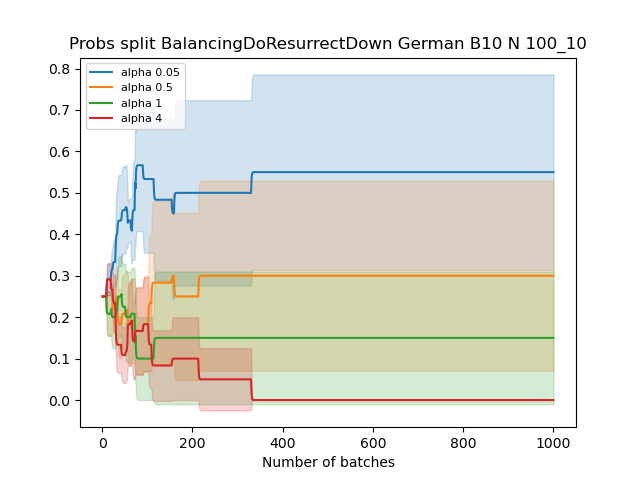 Probs split BalancingDoResurrectDown German B10 N 100_10
alpha 0.05
alpha 0.5
alpha 1
alpha 4
0.8
0.7
0.6
0.5
0.4
0.3
0.2
0.1
0.0
0 200 400 600 800 1000
Number of batches